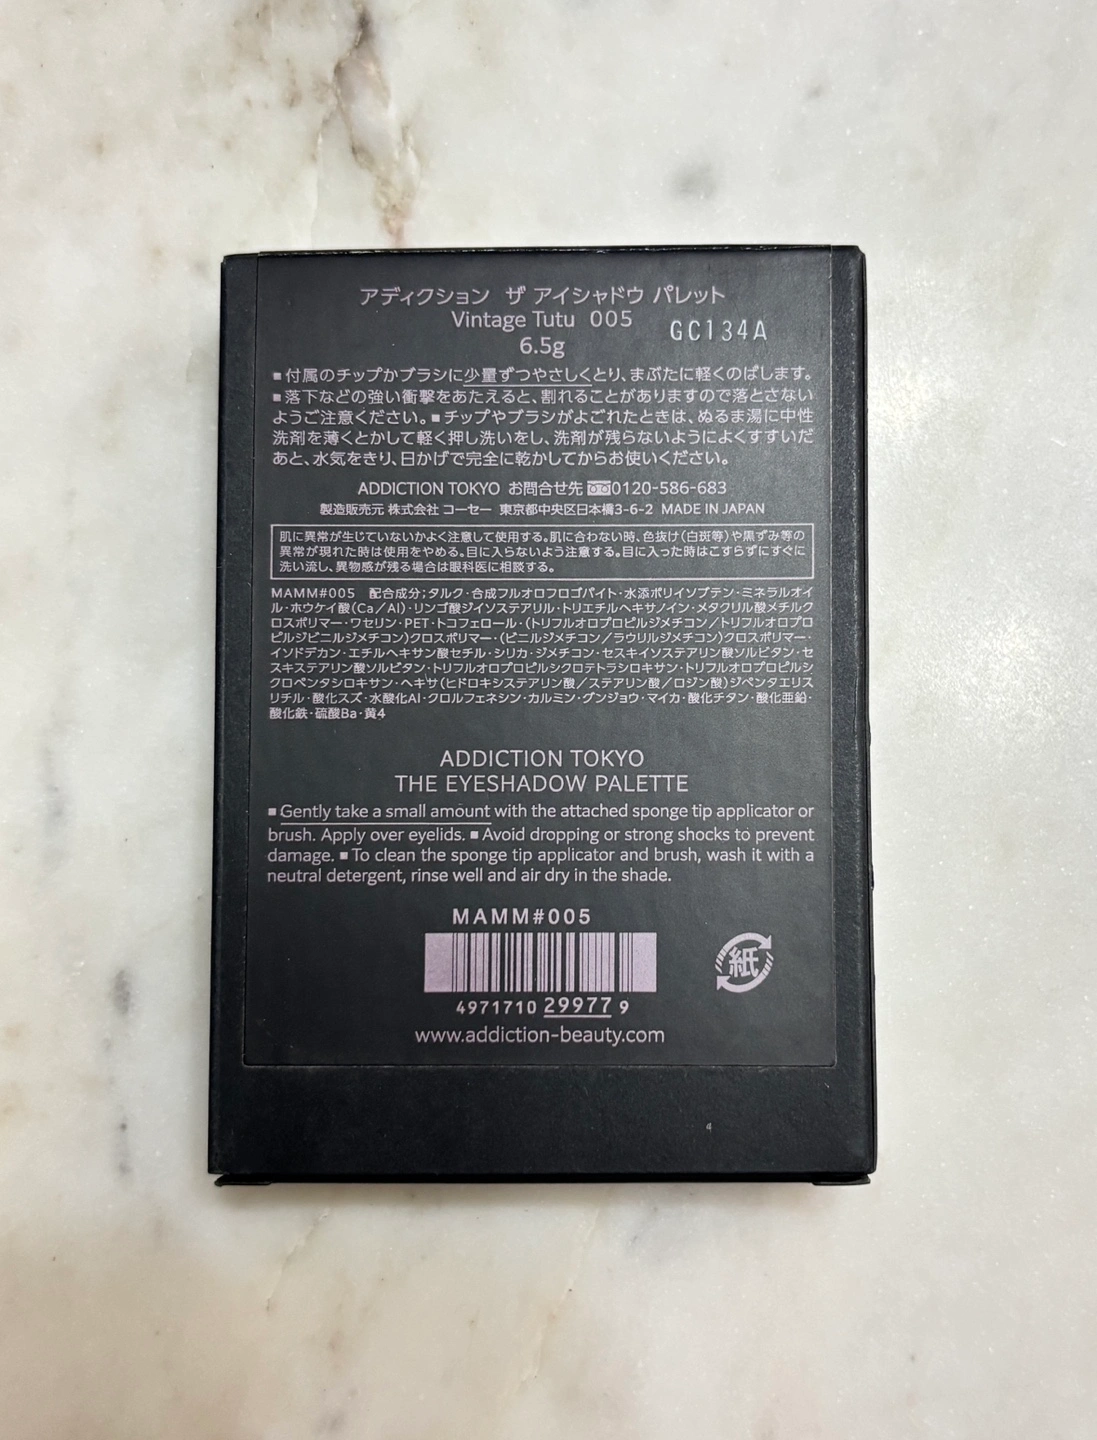 アディクション ザ アイシャドウ パレット
Vintage Tutu 005
GC134A
6.5g
■付属のチップかブラシに少量ずつやさしくとり、まぶたに軽くのばします。
■落下などの強い衝撃をあたえると、割れることがありますので落とさない
ようご注意ください。■チップやブラシがよごれたときは、ぬるま湯に中性
洗剤を薄くとかして軽く押し洗いをし、洗剤が残らないようによくすすいだ
あと、水気をきり、日かげで完全に乾かしてからお使いください。
ADDICTION TOKYO お問合せ先 0120-586-683
製造販売元 株式会社 コーセー 東京都中央区日本橋3-6-2 MADE IN JAPAN
肌に異常が生じていないかよく注意して使用する。肌に合わない時、色抜け(白斑等)や黒ずみ等の
異常が現れた時は使用をやめる。目に入らないよう注意する。目に入った時はこすらずにすぐに
洗い流し、異物感が残る場合は眼科医に相談する。
MAMM#005 配合成分;タルク・合成フルオロフロゴパイト・水添ポリイソブテン・ミネラルオイ
ル・ホウケイ酸(Ca/Al)・リンゴ酸ジイソステアリル・トリエチルヘキサノイン・メタクリル酸メチルク
ロスポリマー・ワセリン・PET・トコフェロール・(トリフルオロプロピルジメチコン/トリフルオロプロ
ピルジビニルジメチコン)クロスポリマー・(ビニルジメチコン/ラウリルジメチコン)クロスポリマー・
イソドデカン・エチルヘキサン酸セチル・シリカ・ジメチコン・セスキイソステアリン酸ソルビタン・セ
スキステアリン酸ソルビタン・トリフルオロプロピルシクロテトラシロキサン・トリフルオロプロピルシ
クロペンタシロキサン・ヘキサ(ヒドロキシステアリン酸/ステアリン酸/ロジン酸)ジペンタエリス
リチル・酸化スズ・水酸化Al・クロルフェネシン・カルミン・グンジョウ・マイカ・酸化チタン・酸化亜鉛・
酸化鉄・硫酸Ba・黄4
ADDICTION TOKYO
THE EYESHADOW PALETTE
■Gently take a small amount with the attached sponge tip applicator or
brush. Apply over eyelids. ■Avoid dropping or strong shocks to prevent
damage. ■To clean the sponge tip applicator and brush, wash it with a
neutral detergent, rinse well and air dry in the shade.
MAMM#005
紙
4971710 29977 9
www.addiction-beauty.com
4